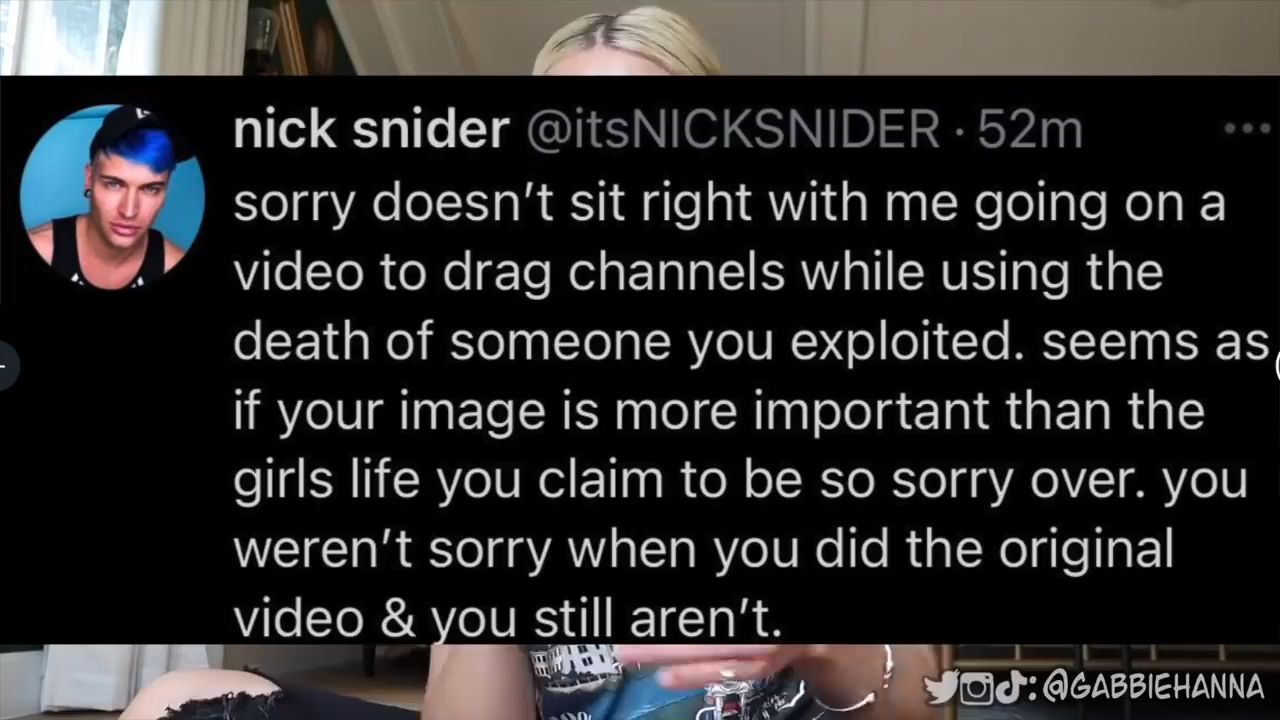 nick snider @itsNICKSNIDER · 52m
sorry doesn't sit right with me going on a
video to drag channels while using the
death of someone you exploited. seems as
if your image is more important than the
girls life you claim to be so sorry over. you
weren't sorry when you did the original
video & you still aren't.
: @GABBIEHANNA